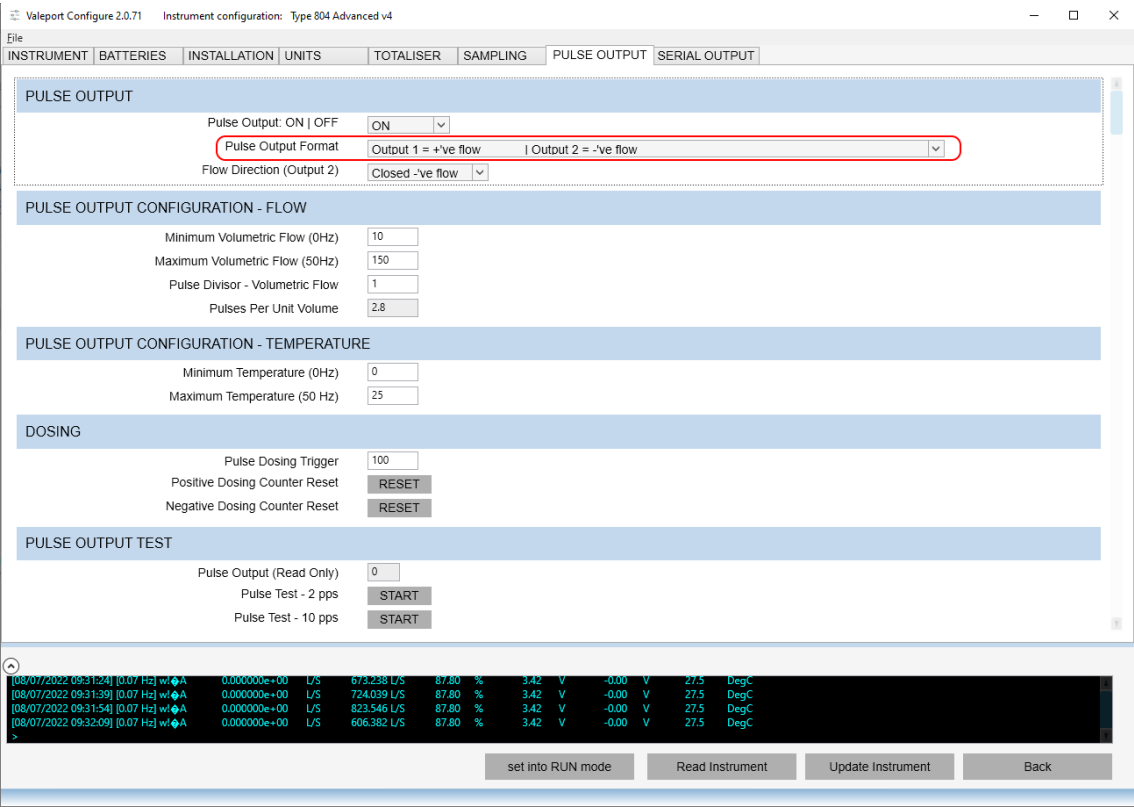 Valeport Configure 2.0.71 Instrument configuration: Type 804 Advanced v4
File
INSTRUMENT BATTERIES INSTALLATION UNITS TOTALISER SAMPLING PULSE OUTPUT SERIAL OUTPUT
PULSE OUTPUT
Pulse Output: ON | OFF ON
Pulse Output Format Output 1 = +'ve flow | Output 2 = -'ve flow
Flow Direction (Output 2) Closed -'ve flow
PULSE OUTPUT CONFIGURATION - FLOW
Minimum Volumetric Flow (0Hz) 10
Maximum Volumetric Flow (50Hz) 150
Pulse Divisor - Volumetric Flow 1
Pulses Per Unit Volume 2.8
PULSE OUTPUT CONFIGURATION - TEMPERATURE
Minimum Temperature (0Hz) 0
Maximum Temperature (50 Hz) 25
DOSING
Pulse Dosing Trigger 100
Positive Dosing Counter Reset RESET
Negative Dosing Counter Reset RESET
PULSE OUTPUT TEST
Pulse Output (Read Only) 0
Pulse Test - 2 pps START
Pulse Test - 10 pps START
[08/07/2022 09:31:24] [0.07 Hz] w!�A 0.000000e+00 L/S 673.238 L/S 87.80 % 3.42 V -0.00 V 27.5 DegC
[08/07/2022 09:31:39] [0.07 Hz] w!�A 0.000000e+00 L/S 724.039 L/S 87.80 % 3.42 V -0.00 V 27.5 DegC
[08/07/2022 09:31:54] [0.07 Hz] w!�A 0.000000e+00 L/S 823.546 L/S 87.80 % 3.42 V -0.00 V 27.5 DegC
[08/07/2022 09:32:09] [0.07 Hz] w!�A 0.000000e+00 L/S 606.382 L/S 87.80 % 3.42 V -0.00 V 27.5 DegC
>
set into RUN mode Read Instrument Update Instrument Back